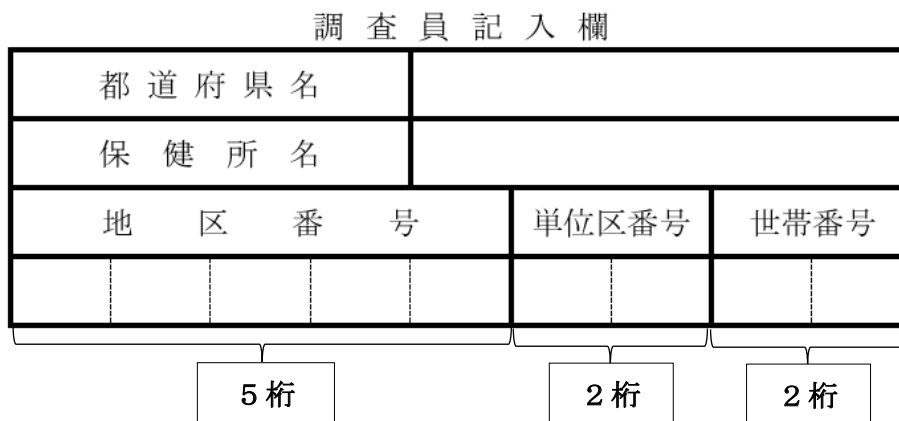 調査員記入欄
都道府県名
保健所名
地区番号 単位区番号 世帯番号
5桁 2桁 2桁